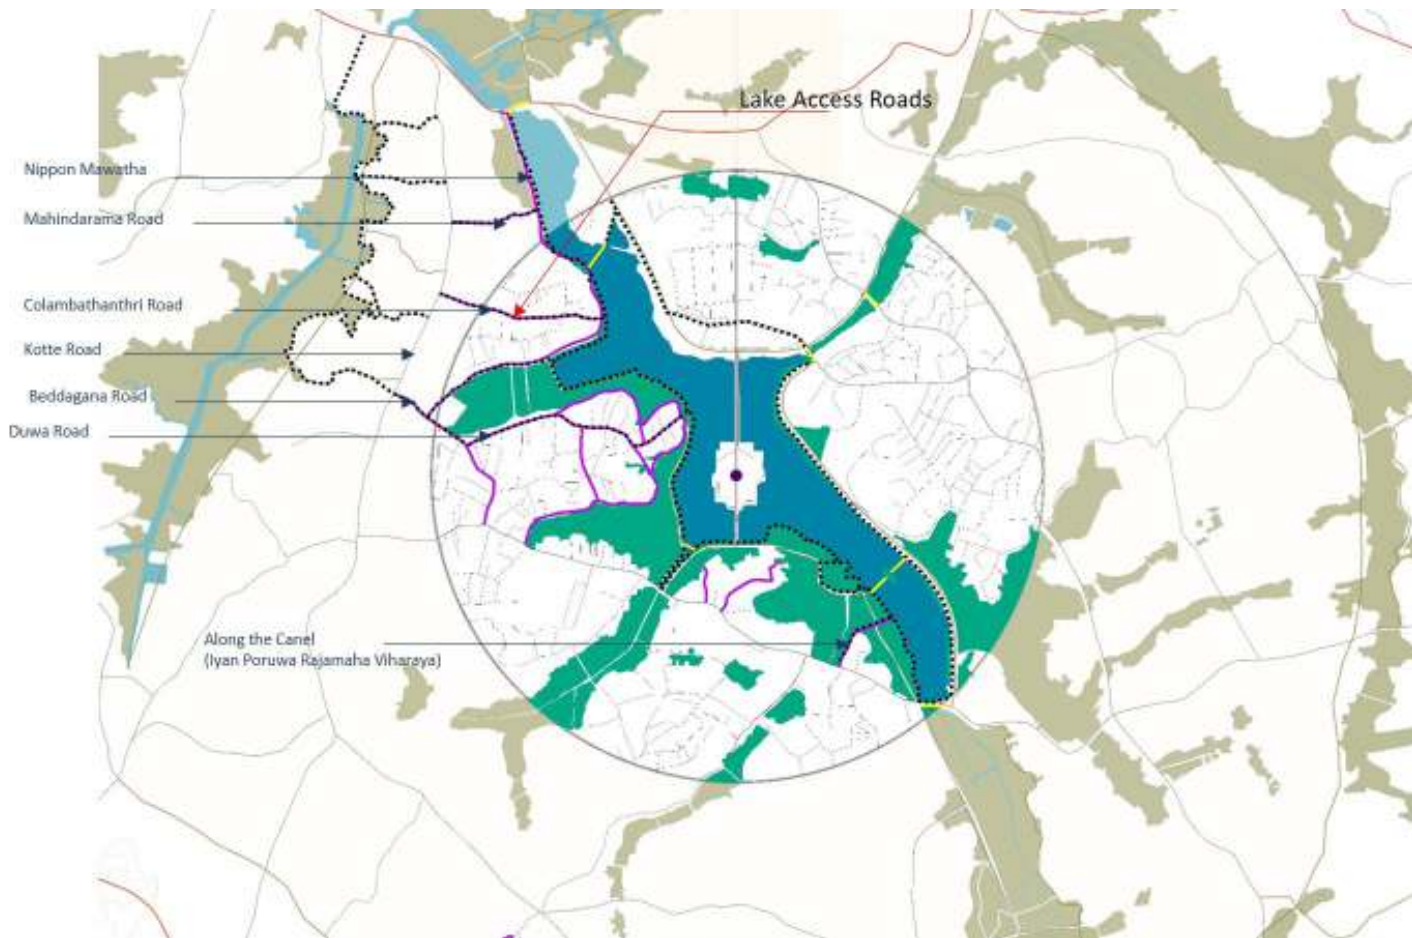 Lake Access Roads
Nippon Mawatha
Mahindarama Road
Colambathanthri Road
Kotte Road
Beddagana Road
Duwa Road
Along the Canel
(Iyan Poruwa Rajamaha Viharaya)